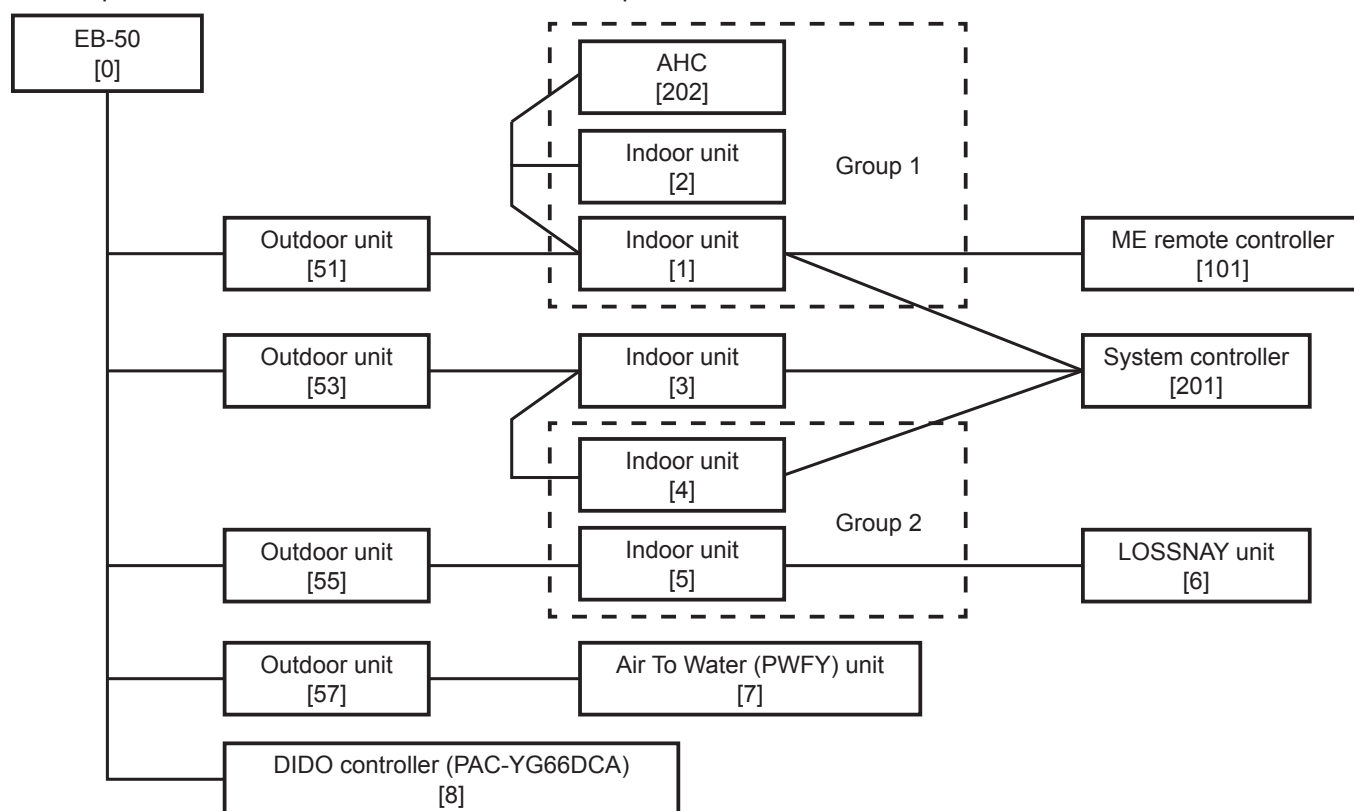 EB-50
[0]
AHC
[202]
Indoor unit
[2]
Group 1
Outdoor unit
[51]
Indoor unit
[1]
ME remote controller
[101]
Outdoor unit
[53]
Indoor unit
[3]
System controller
[201]
Indoor unit
[4]
Group 2
Outdoor unit
[55]
Indoor unit
[5]
LOSSNAY unit
[6]
Outdoor unit
[57]
Air To Water (PWFY) unit
[7]
DIDO controller (PAC-YG66DCA)
[8]